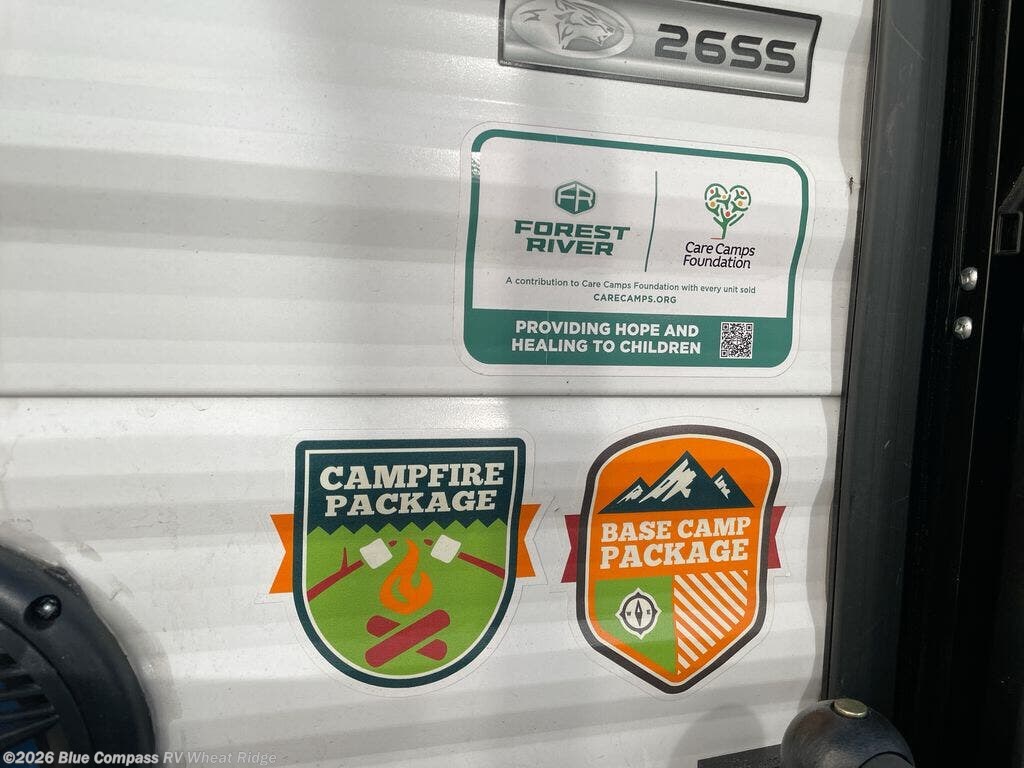 26SS
FR
FOREST
RIVER
Care Camps
Foundation
A contribution to Care Camps Foundation with every unit sold
CARECAMPS.ORG
PROVIDING HOPE AND
HEALING TO CHILDREN
CAMPFIRE
PACKAGE
BASE CAMP
PACKAGE
W E
©2026 Blue Compass RV Wheat Ridge